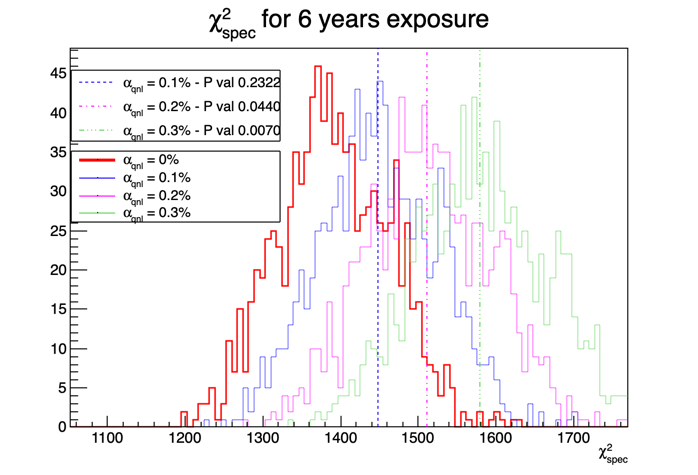 χ²spec for 6 years exposure
αqnl = 0.1% - P val 0.2322
αqnl = 0.2% - P val 0.0440
αqnl = 0.3% - P val 0.0070
αqnl = 0%
αqnl = 0.1%
αqnl = 0.2%
αqnl = 0.3%
45
40
35
30
25
20
15
10
5
0
1100 1200 1300 1400 1500 1600 1700
χ²spec